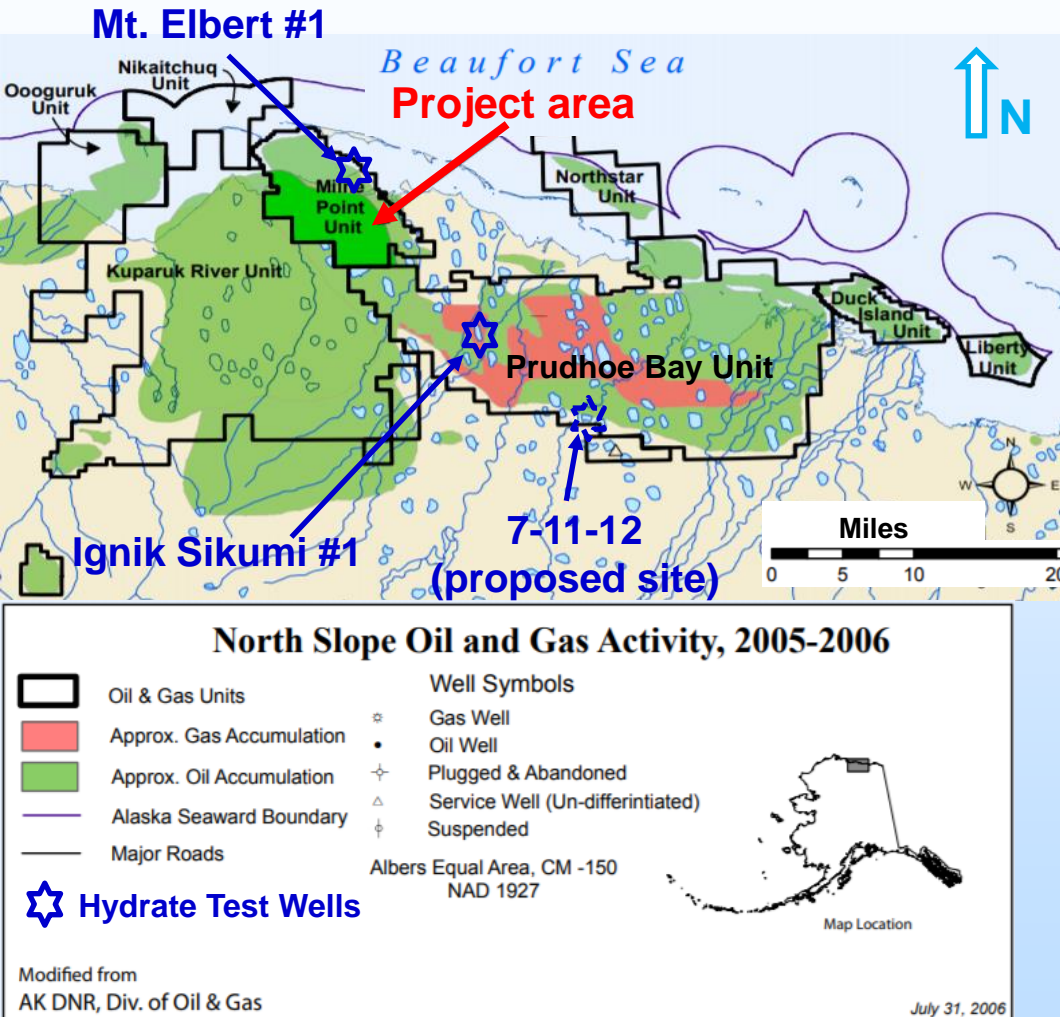 Mt. Elbert #1
Beaufort Sea
Nikaitchuq
Unit
Oooguruk
Unit
Project area
N
Northstar
Unit
Milne
Point
Unit
Kuparuk River Unit
Duck
Island
Unit
Liberty
Unit
Prudhoe Bay Unit
N
W
E
S
Ignik Sikumi #1
7-11-12
(proposed site)
Miles
0 5 10 20
North Slope Oil and Gas Activity, 2005-2006
Oil & Gas Units
Approx. Gas Accumulation
Approx. Oil Accumulation
Alaska Seaward Boundary
Major Roads
Hydrate Test Wells
Well Symbols
Gas Well
Oil Well
Plugged & Abandoned
Service Well (Un-differintiated)
Suspended
Albers Equal Area, CM -150
NAD 1927
Map Location
Modified from
AK DNR, Div. of Oil & Gas
July 31, 2006